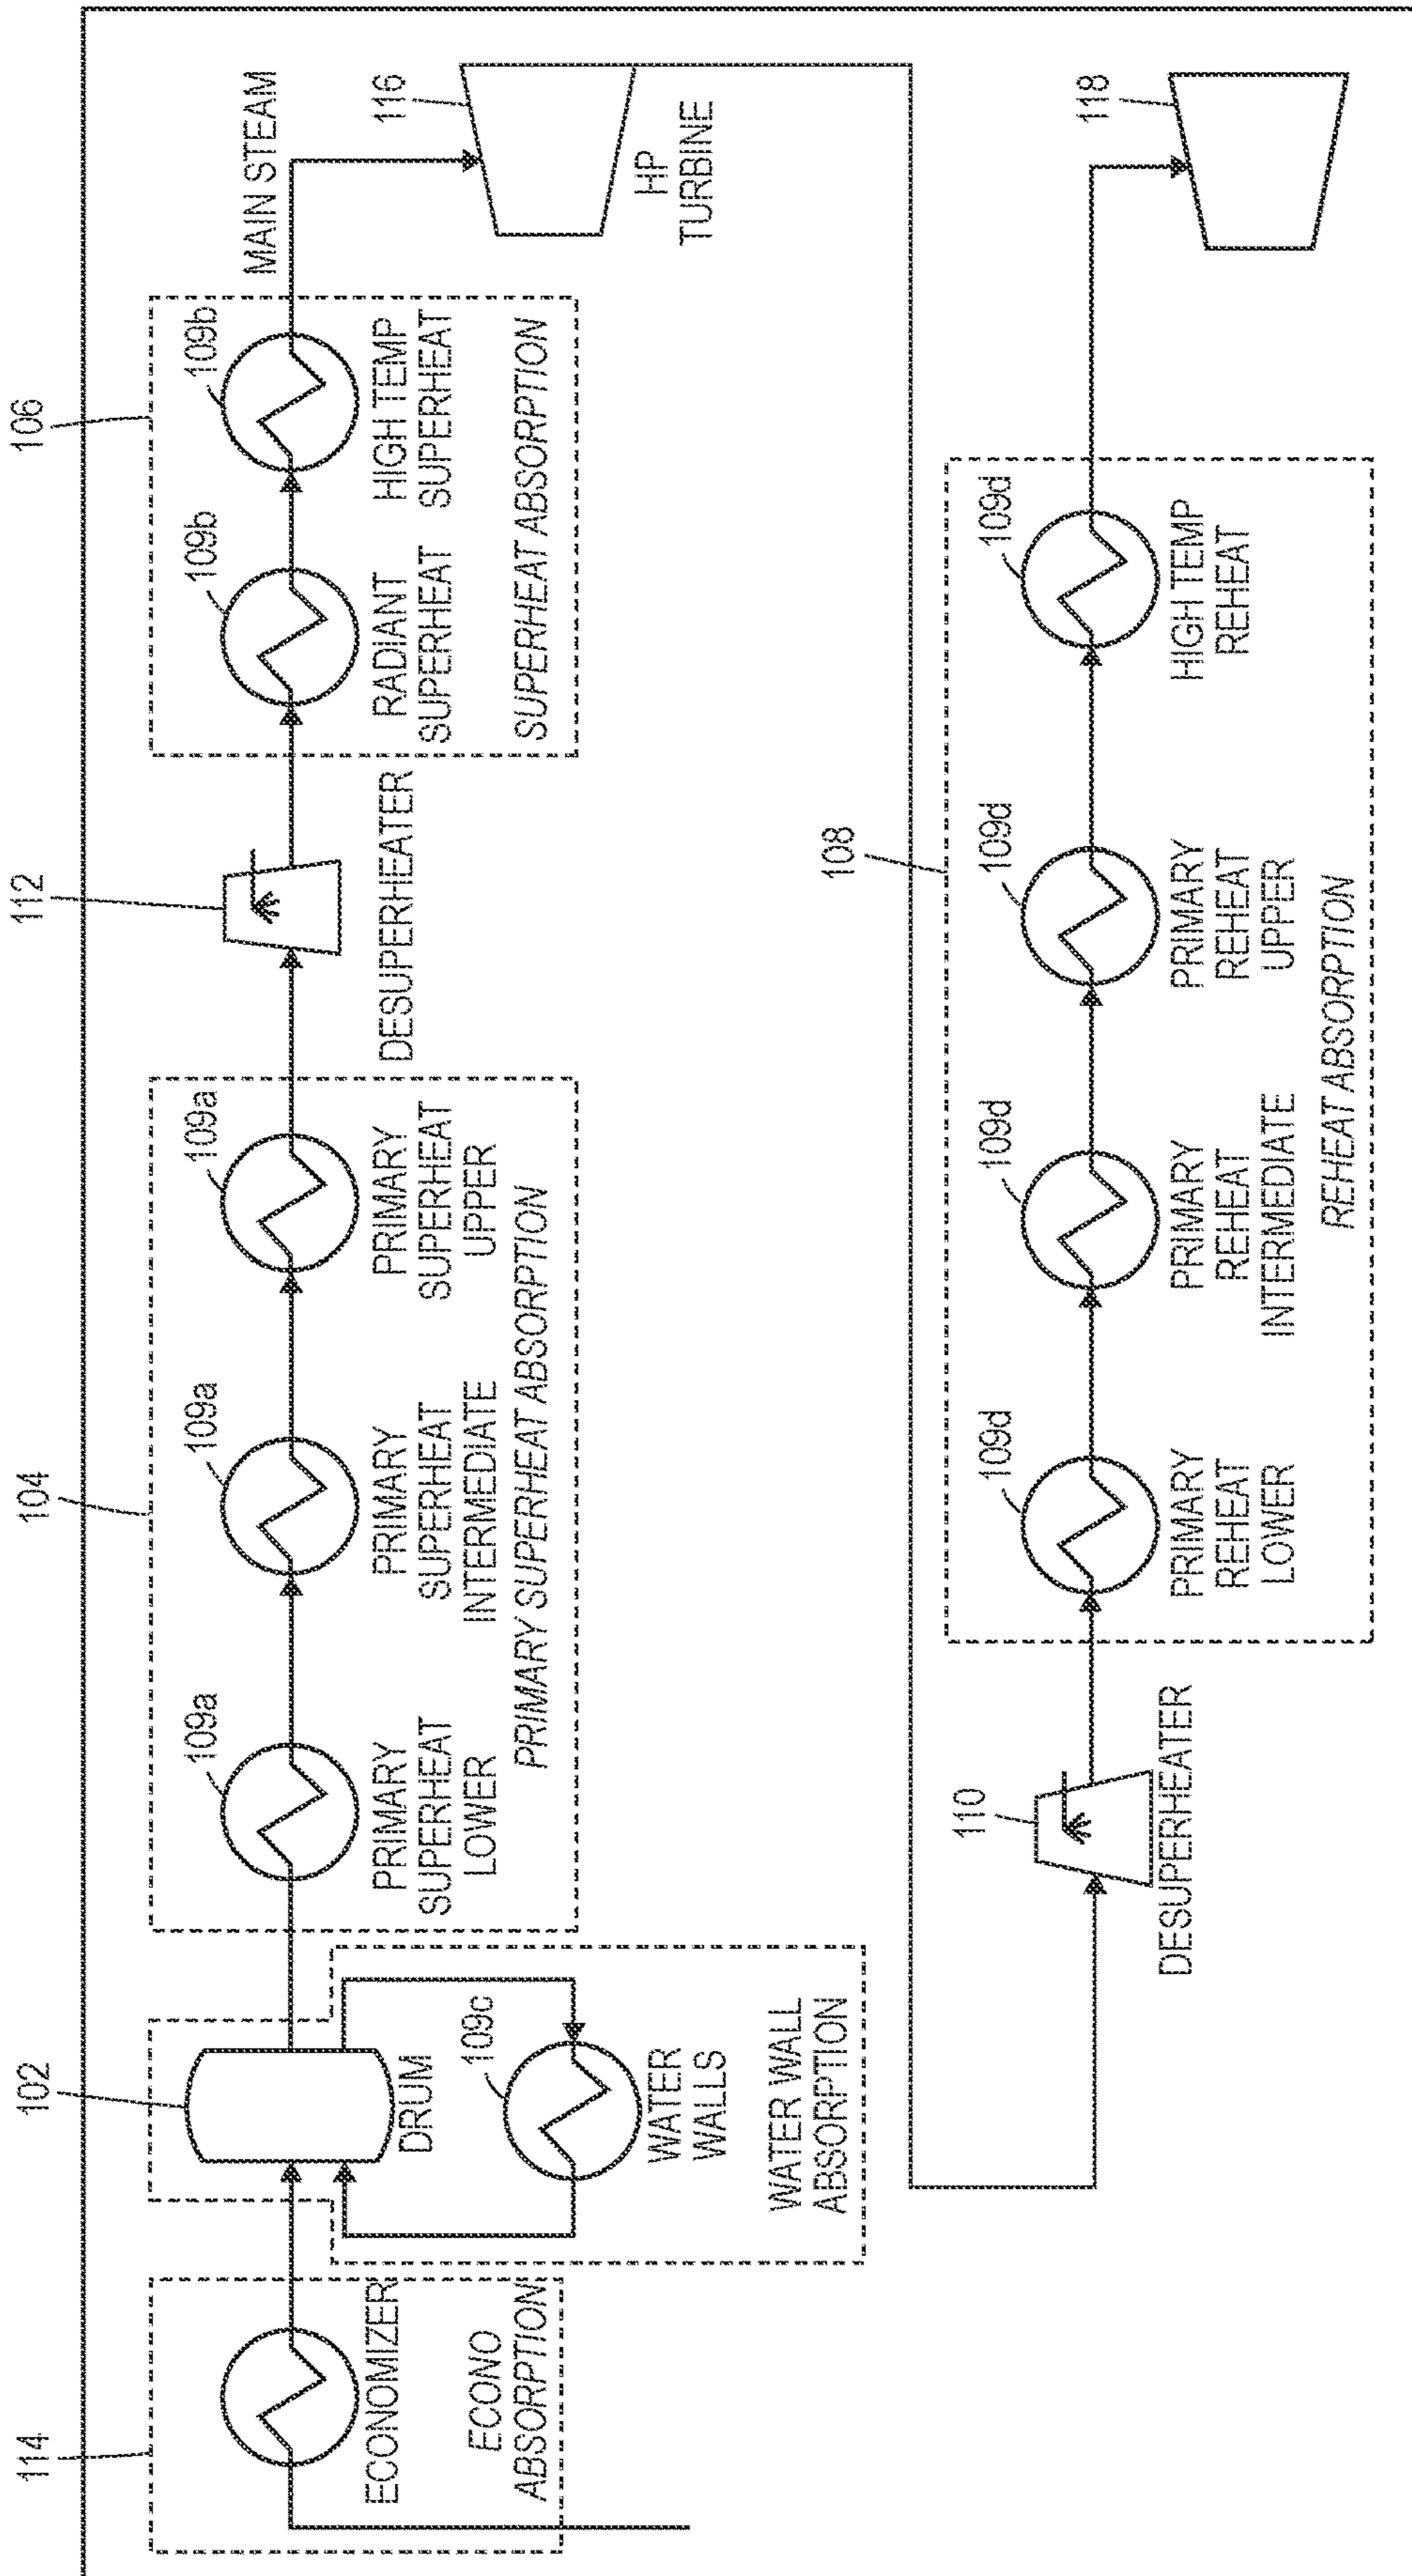 114
102
104
112
106
ECONOMIZER
ECONO
ABSORPTION
DRUM
109c
WATER
WALLS
WATER WALL
ABSORPTION
109a
PRIMARY
SUPERHEAT
LOWER
109a
PRIMARY
SUPERHEAT
INTERMEDIATE
109a
PRIMARY
SUPERHEAT
UPPER
PRIMARY SUPERHEAT ABSORPTION
DESUPERHEATER
109b
RADIANT
SUPERHEAT
109b
HIGH TEMP
SUPERHEAT
SUPERHEAT ABSORPTION
MAIN STEAM
116
HP
TURBINE
110
DESUPERHEATER
108
109d
PRIMARY
REHEAT
LOWER
109d
PRIMARY
REHEAT
INTERMEDIATE
109d
PRIMARY
REHEAT
UPPER
109d
HIGH TEMP
REHEAT
REHEAT ABSORPTION
118